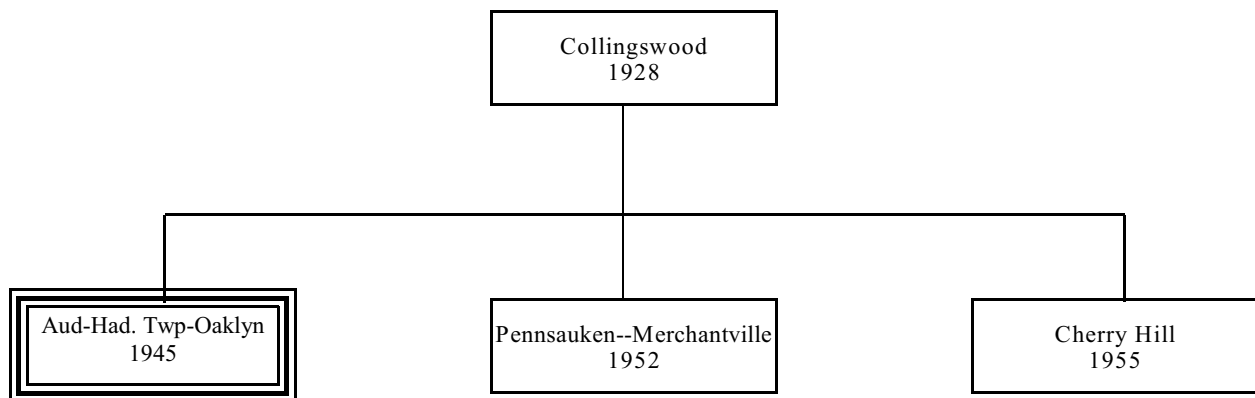 Collingswood
1928
Aud-Had. Twp-Oaklyn
1945
Pennsauken--Merchantville
1952
Cherry Hill
1955